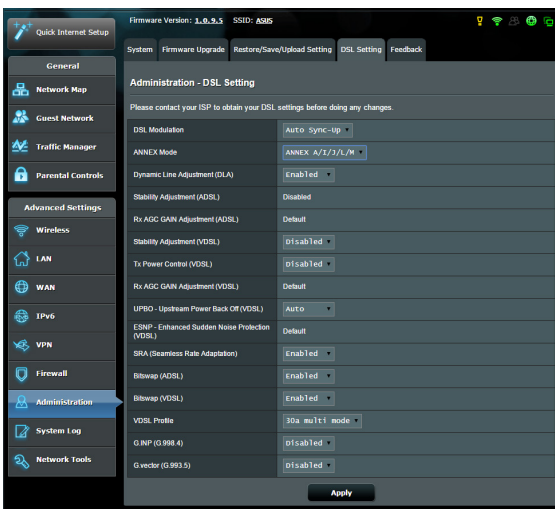 Quick Internet Setup
General
Network Map
Guest Network
Traffic Manager
Parental Controls
Advanced Settings
Wireless
LAN
WAN
IPv6
VPN
Firewall
Administration
System Log
Network Tools
Firmware Version: 1.0.9.5 SSID: ASUS
System Firmware Upgrade Restore/Save/Upload Setting DSL Setting Feedback
Administration - DSL Setting
Please contact your ISP to obtain your DSL settings before doing any changes.
DSL Modulation Auto Sync-Up
ANNEX Mode ANNEX A/I/J/L/M
Dynamic Line Adjustment (DLA) Enabled
Stability Adjustment (ADSL) Disabled
Rx AGC GAIN Adjustment (ADSL) Default
Stability Adjustment (VDSL) Disabled
Tx Power Control (VDSL) Disabled
Rx AGC GAIN Adjustment (VDSL) Default
UPBO - Upstream Power Back Off (VDSL) Auto
ESNP - Enhanced Sudden Noise Protection
(VDSL) Default
SRA (Seamless Rate Adaptation) Enabled
Bitswap (ADSL) Enabled
Bitswap (VDSL) Enabled
VDSL Profile 30a multi mode
G.INP (G.998.4) Disabled
G.vector (G.993.5) Disabled
Apply